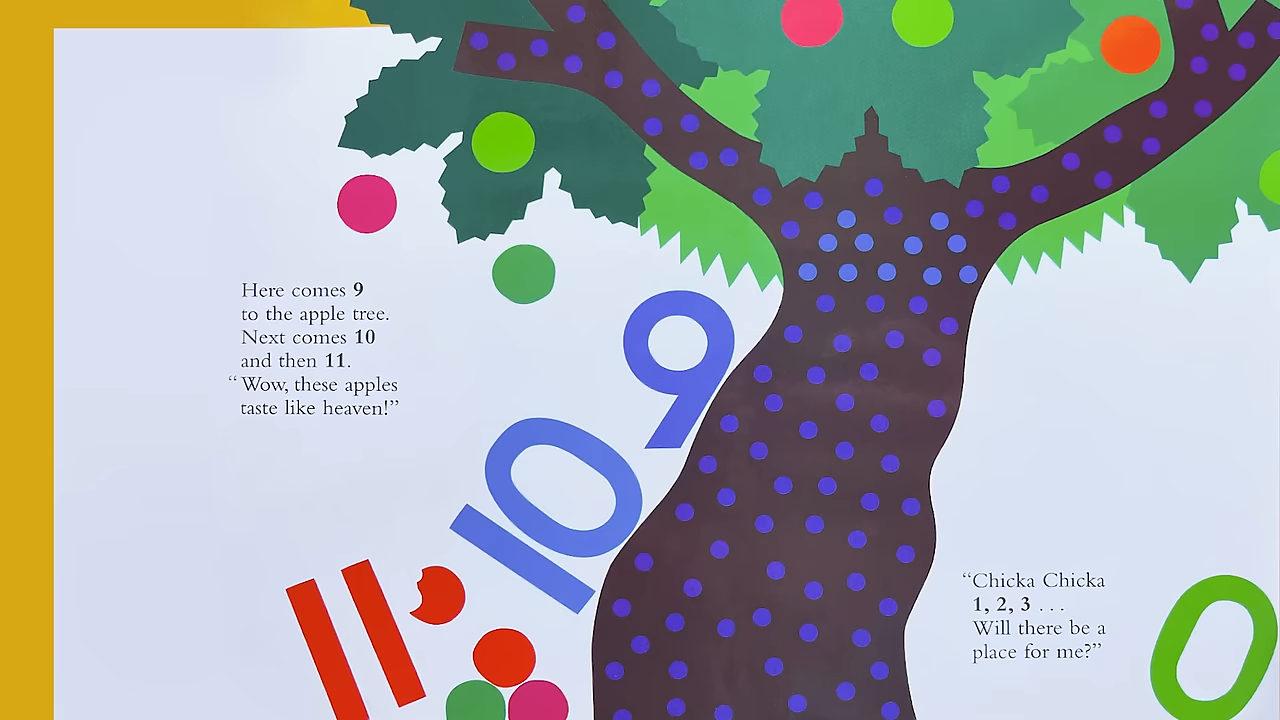 Here comes 9
to the apple tree.
Next comes 10
and then 11.
“Wow, these apples
taste like heaven!”
9
10
11
“Chicka Chicka
1, 2, 3 . . .
Will there be a
place for me?”
0